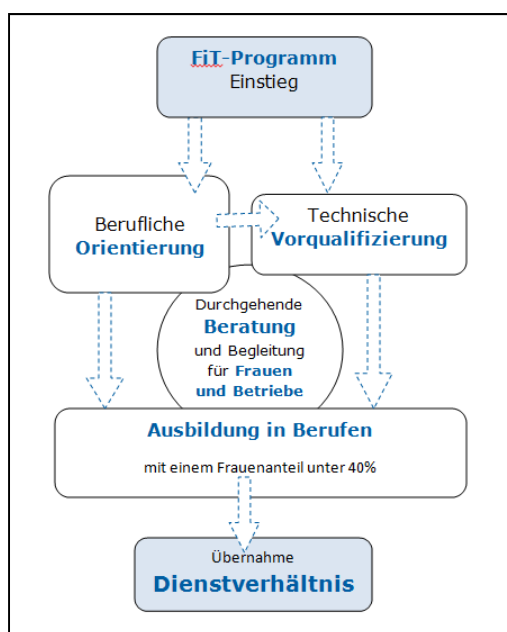 FiT-Programm
Einstieg
Berufliche
Orientierung
Technische
Vorqualifizierung
Durchgehende
Beratung
und Begleitung
für Frauen
und Betriebe
Ausbildung in Berufen
mit einem Frauenanteil unter 40%
Übernahme
Dienstverhältnis